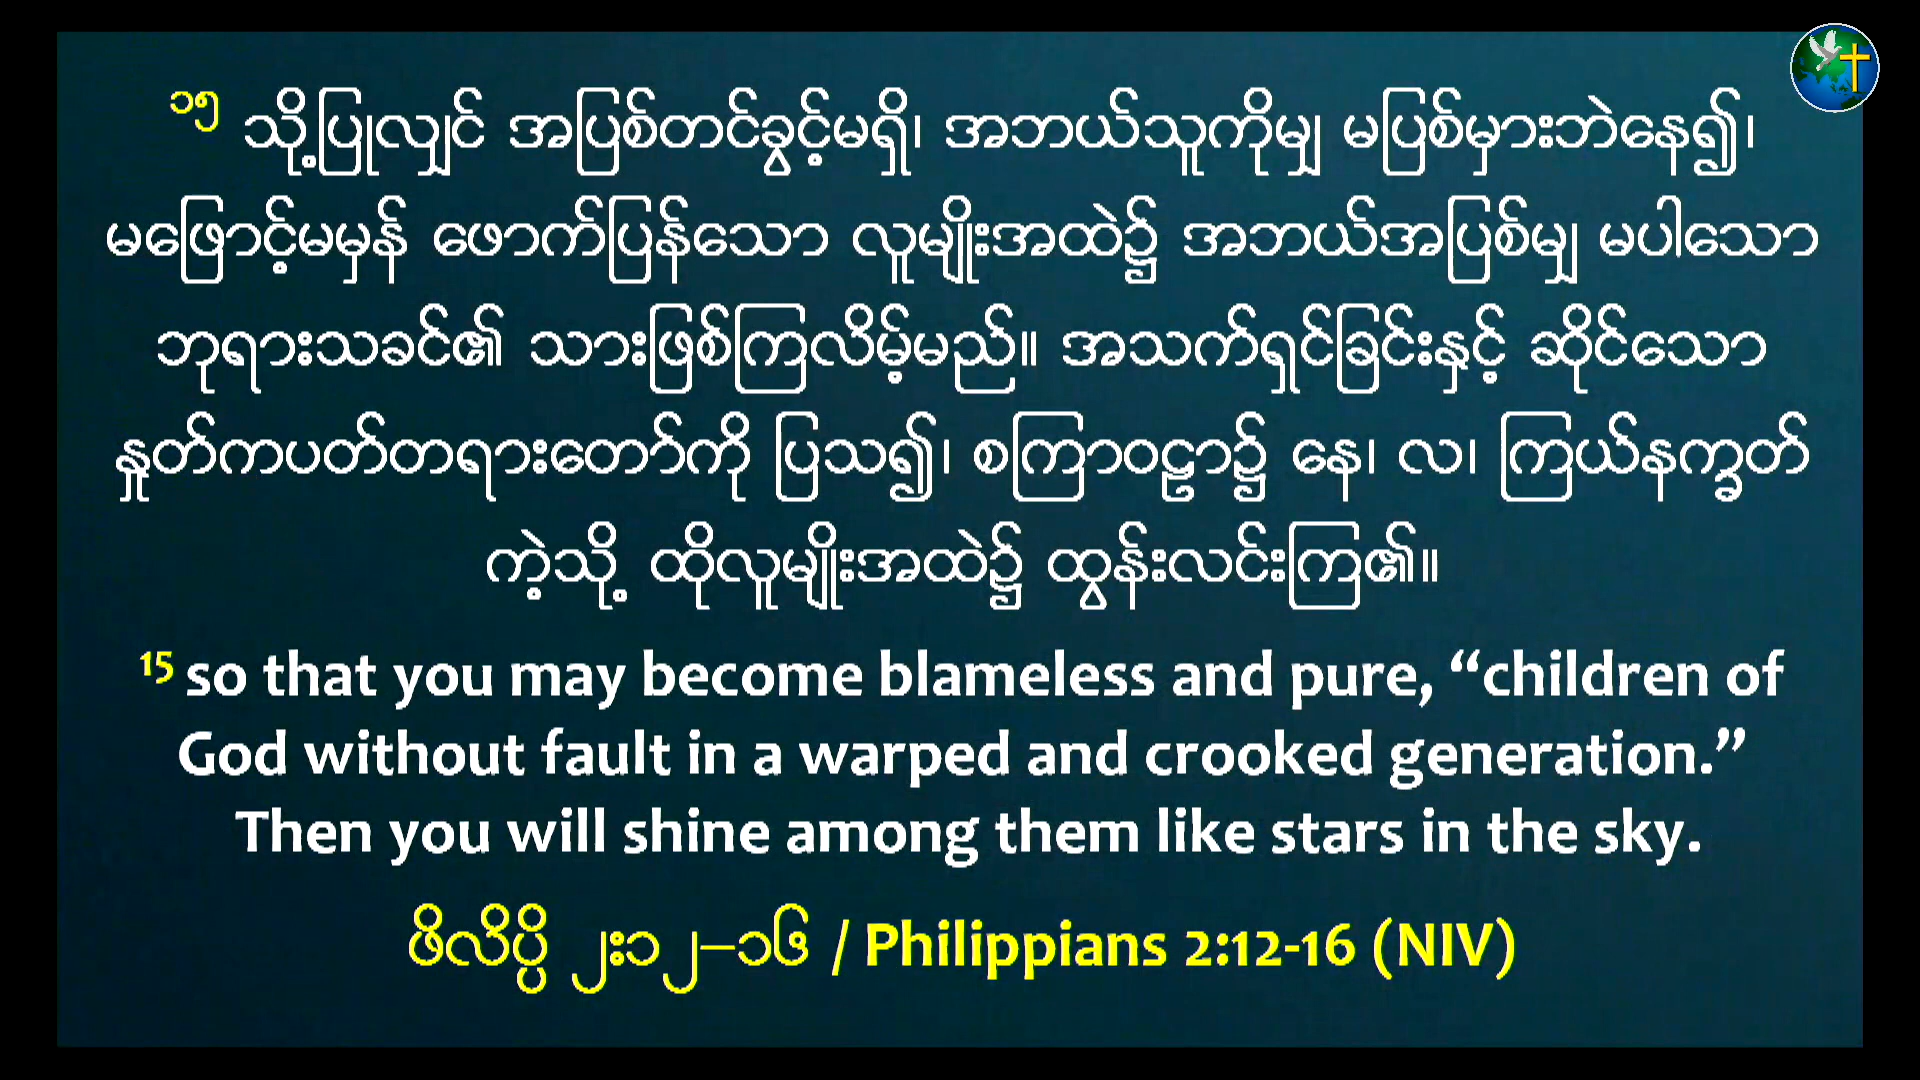 ၁၅ သို့ပြုလျှင် အပြစ်တင်ခွင့်မရှိ၊ အဘယ်သူကိုမျှ မပြစ်မှားဘဲနေ၍၊
မဖြောင့်မမှန် ဖောက်ပြန်သော လူမျိုးအထဲ၌ အဘယ်အပြစ်မျှ မပါသော
ဘုရားသခင်၏ သားဖြစ်ကြလိမ့်မည်။ အသက်ရှင်ခြင်းနှင့် ဆိုင်သော
နှုတ်ကပတ်တရားတော်ကို ပြသ၍၊ စကြာဝဠာ၌ နေ၊ လ၊ ကြယ်နက္ခတ်
ကဲ့သို့ ထိုလူမျိုးအထဲ၌ ထွန်းလင်းကြ၏။
15 so that you may become blameless and pure, “children of
God without fault in a warped and crooked generation.”
Then you will shine among them like stars in the sky.
ဖိလိပ္ပိ ၂း၁၂–၁၆ / Philippians 2:12-16 (NIV)